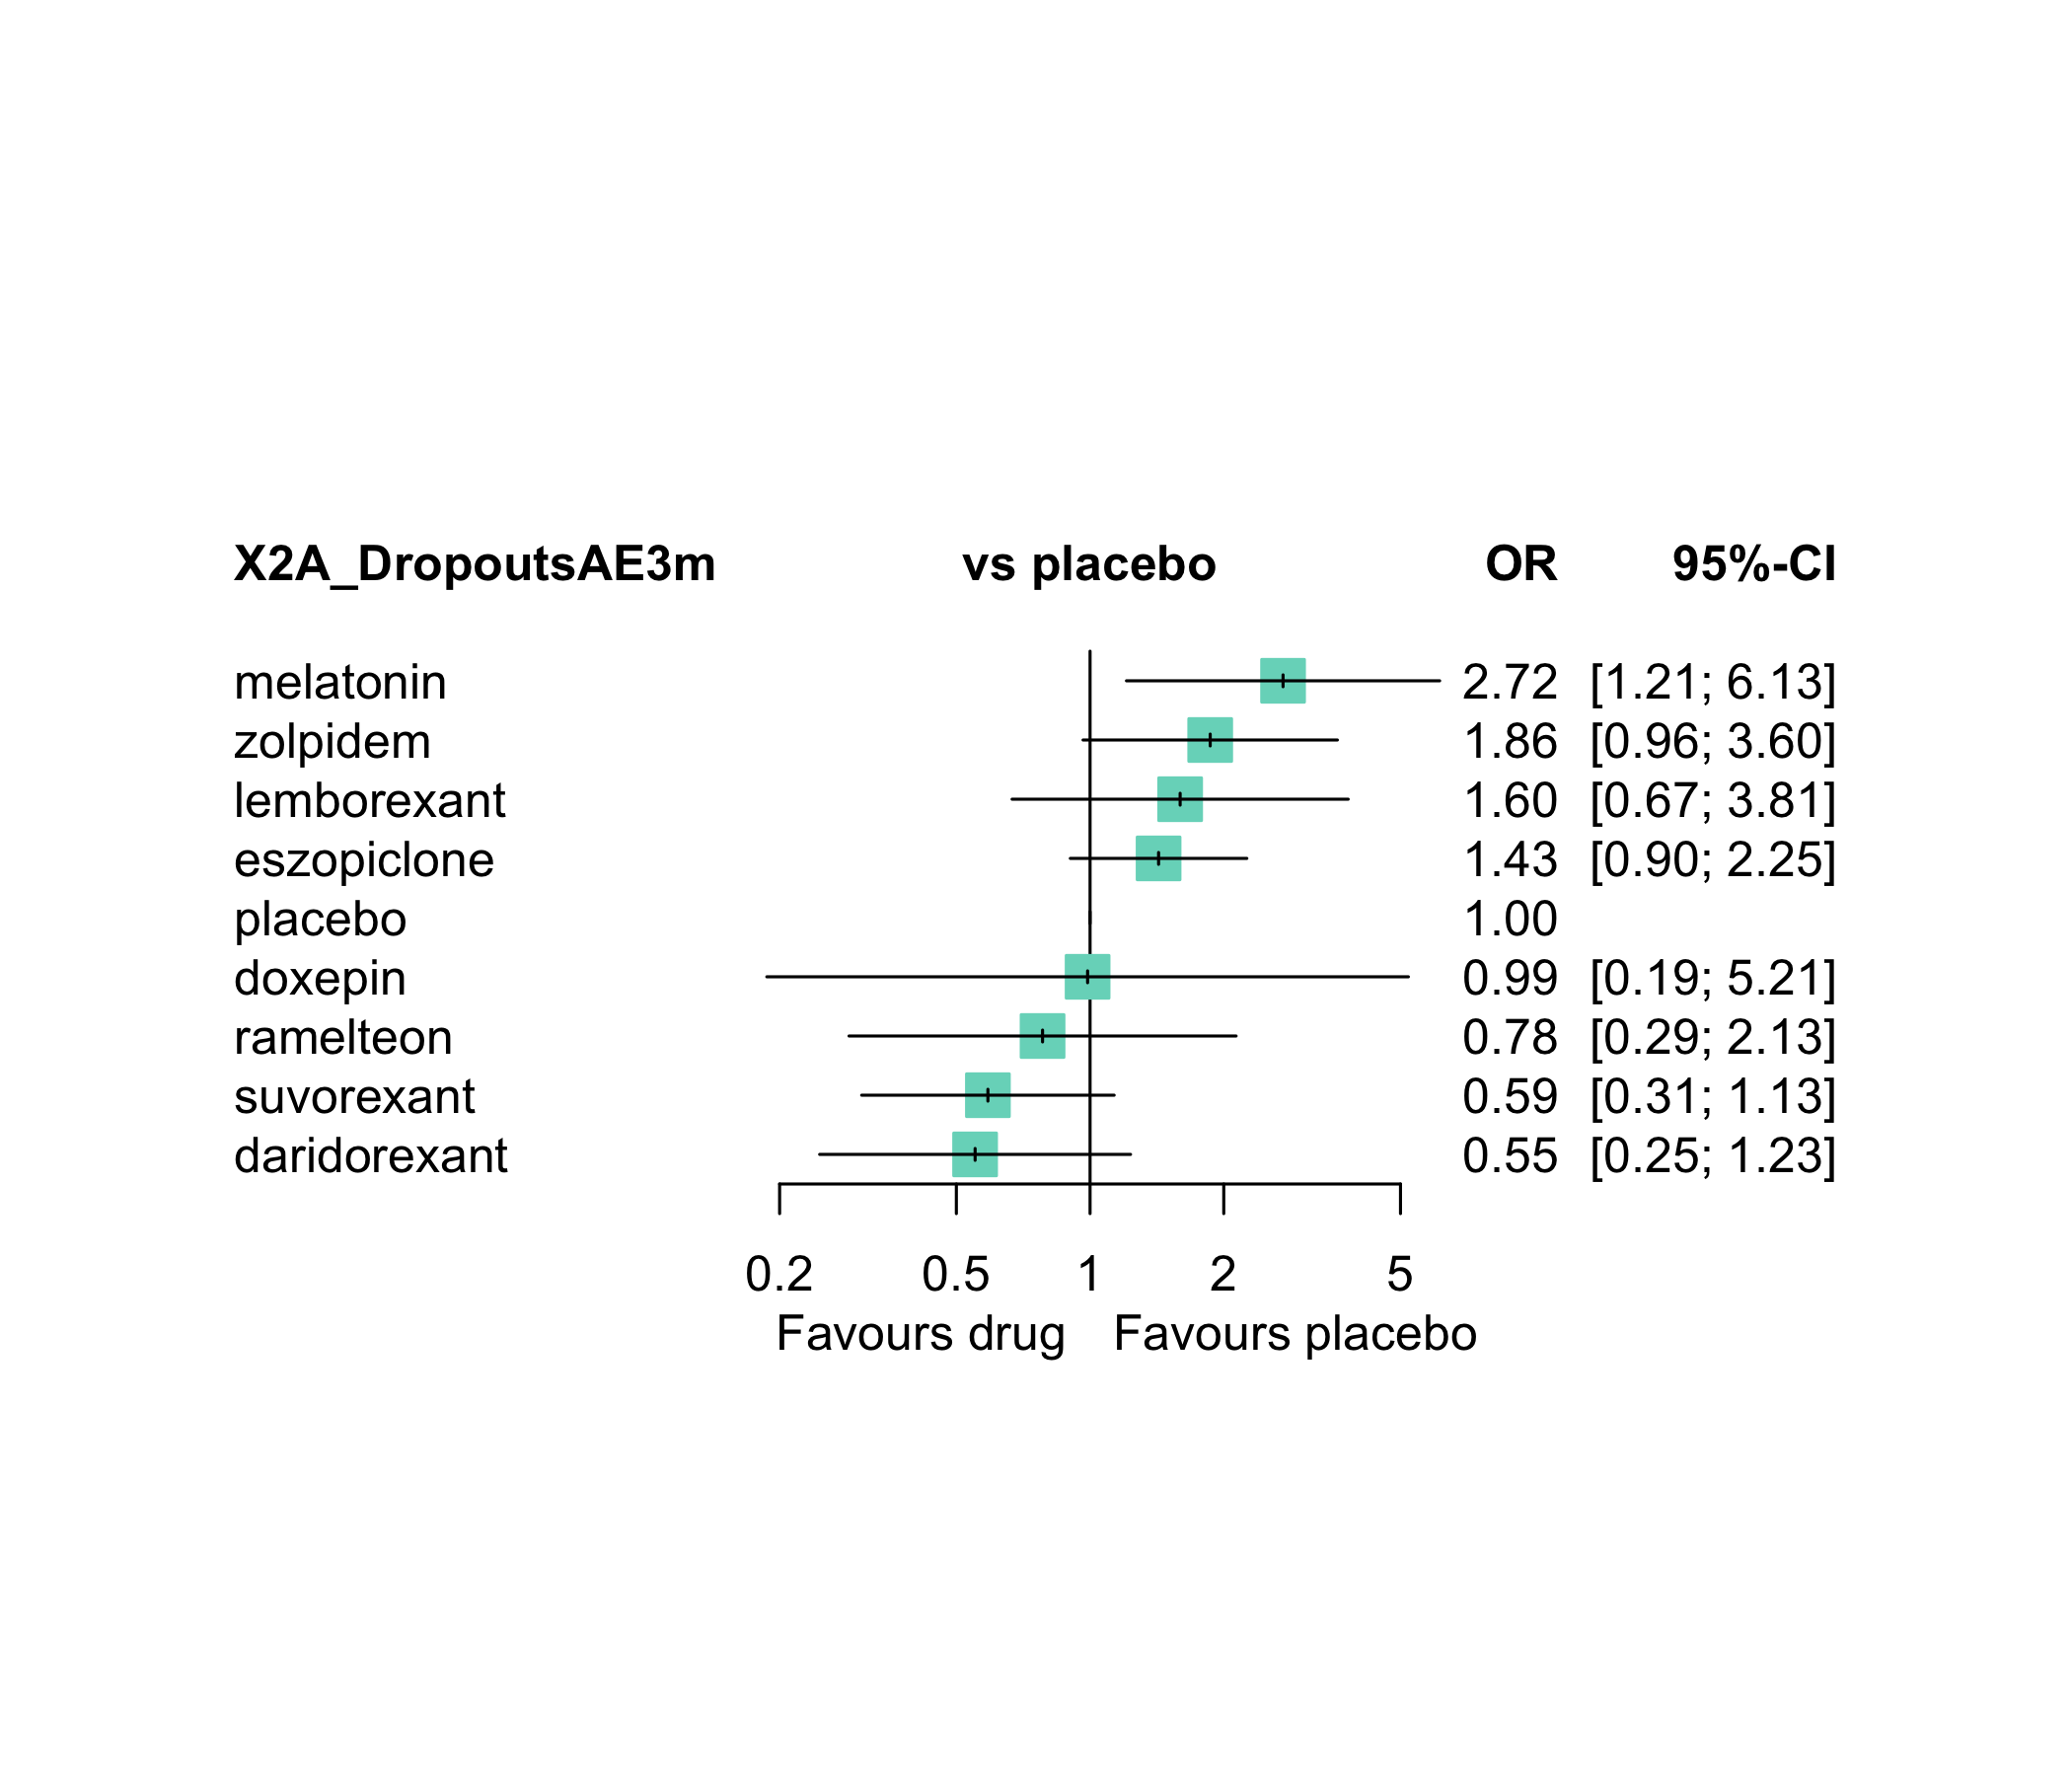 X2A_DropoutsAE3m vs placebo OR 95%-CI
melatonin 2.72 [1.21; 6.13]
zolpidem 1.86 [0.96; 3.60]
lemborexant 1.60 [0.67; 3.81]
eszopiclone 1.43 [0.90; 2.25]
placebo 1.00
doxepin 0.99 [0.19; 5.21]
ramelteon 0.78 [0.29; 2.13]
suvorexant 0.59 [0.31; 1.13]
daridorexant 0.55 [0.25; 1.23]
0.2 0.5 1 2 5
Favours drug Favours placebo